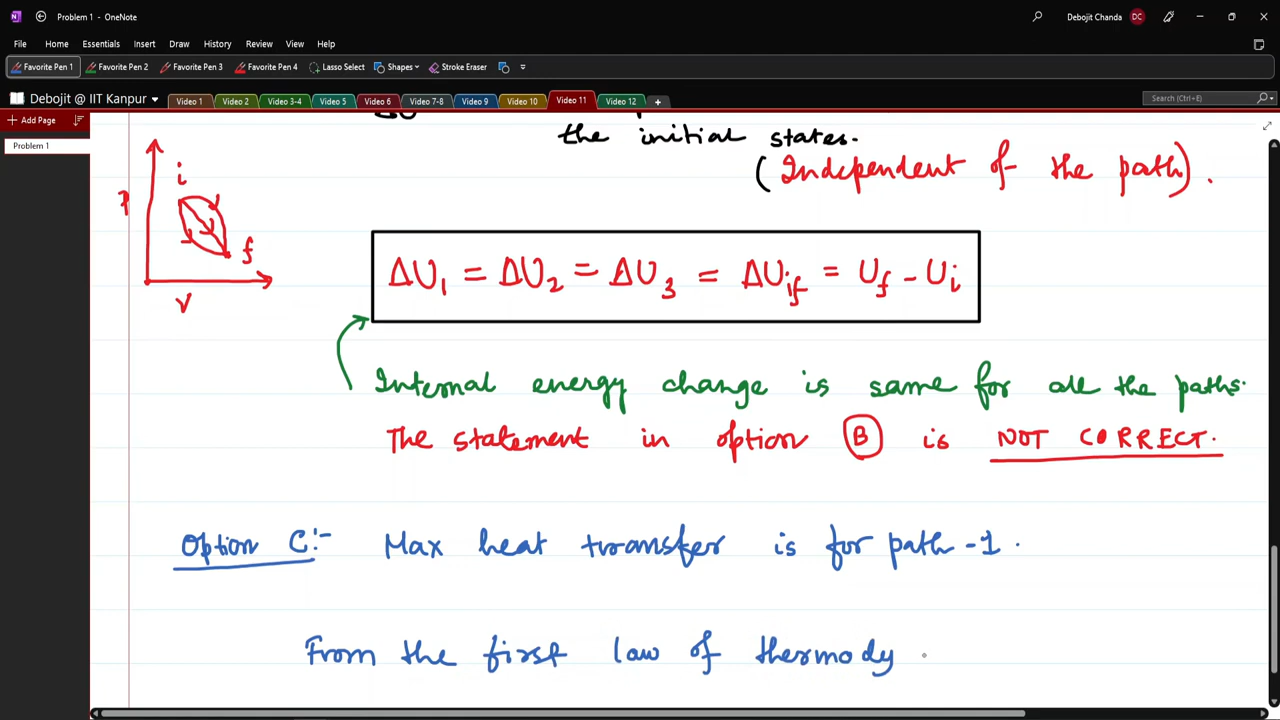 Problem 1 - OneNote
Debojit Chanda DC
File Home Essentials Insert Draw History Review View Help
Favorite Pen 1 Favorite Pen 2 Favorite Pen 3 Favorite Pen 4 Lasso Select Shapes Stroke Eraser
Debojit @ IIT Kanpur Video 1 Video 2 Video 3-4 Video 5 Video 6 Video 7-8 Video 9 Video 10 Video 11 Video 12 Search (Ctrl+E)
Add Page
Problem 1
the initial states.
(Independent of the path).
i
f
V
ΔU₁ = ΔU₂ = ΔU₃ = ΔU_if = U_f - U_i
Internal energy change is same for all the paths.
The statement in option B is NOT CORRECT.
Option C:- Max heat transfer is for path-1.
From the first law of thermody